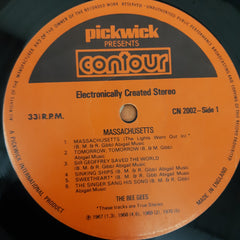 pickwick
PRESENTS
contour
Electronically Created Stereo
33⅓ R.P.M.
CN 2002–Side 1
MASSACHUSETTS
1 MASSACHUSETTS (The Lights Went Out In)*
(B. M. & R. Gibb) Abigail Music
2 TOMORROW, TOMORROW (B. M. Gibb)
Abigail Music
3 SIR GEOFFREY SAVED THE WORLD
(B. M. & R. Gibb) Abigail Music
4 SINKING SHIPS (B. M. & R. Gibb) Abigail Music
5 SWEETHEART* (B. & M. Gibb) Abigail Music
6 THE SINGER SANG HIS SONG (B. M. & R. Gibb)
Abigail Music
THE BEE GEES
*These tracks are True Stereo
A PICKWICK INTERNATIONAL PRODUCT
MADE IN ENGLAND